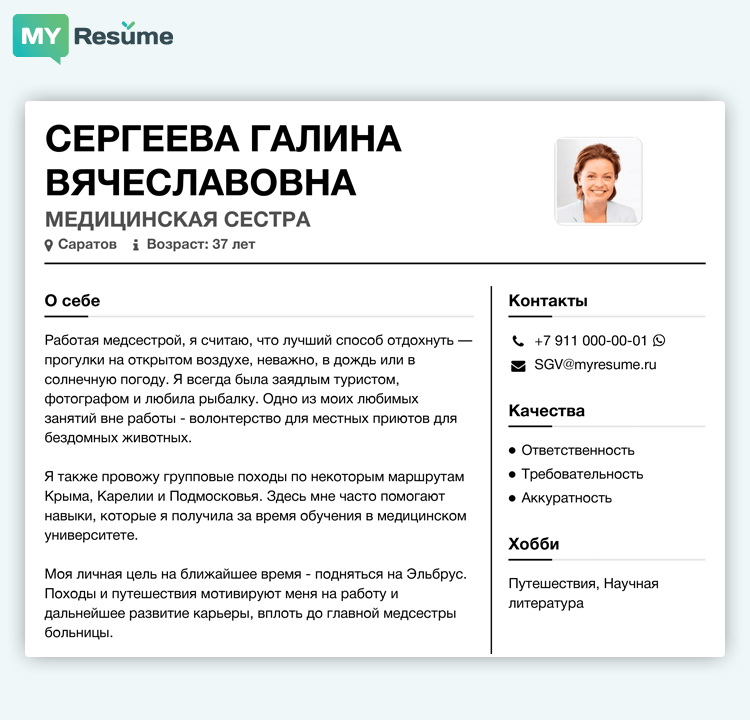 MY Resume
СЕРГЕЕВА ГАЛИНА
ВЯЧЕСЛАВОВНА
МЕДИЦИНСКАЯ СЕСТРА
Саратов Возраст: 37 лет
О себе
Работая медсестрой, я считаю, что лучший способ отдохнуть —
прогулки на открытом воздухе, неважно, в дождь или в
солнечную погоду. Я всегда была заядлым туристом,
фотографом и любила рыбалку. Одно из моих любимых
занятий вне работы - волонтерство для местных приютов для
бездомных животных.
Я также провожу групповые походы по некоторым маршрутам
Крыма, Карелии и Подмосковья. Здесь мне часто помогают
навыки, которые я получила за время обучения в медицинском
университете.
Моя личная цель на ближайшее время - подняться на Эльбрус.
Походы и путешествия мотивируют меня на работу и
дальнейшее развитие карьеры, вплоть до главной медсестры
больницы.
Контакты
+7 911 000-00-01
SGV@myresume.ru
Качества
Ответственность
Требовательность
Аккуратность
Хобби
Путешествия, Научная
литература